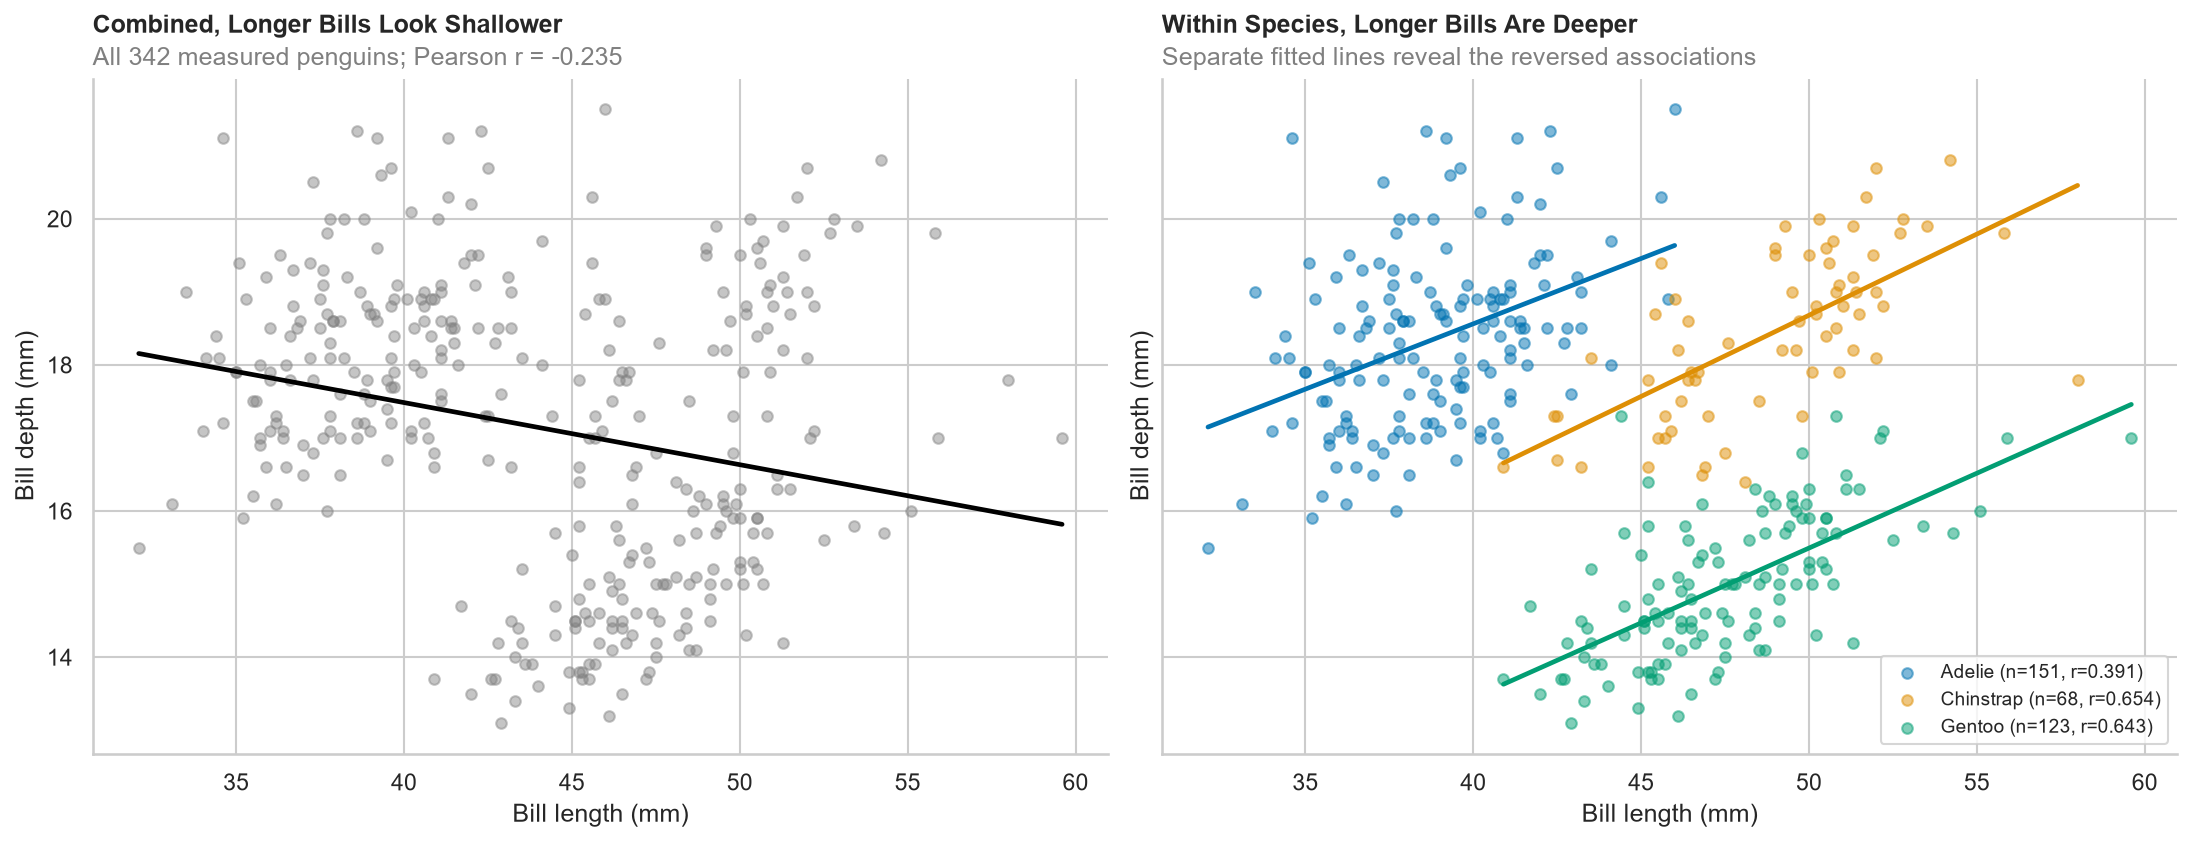 Combined, Longer Bills Look Shallower
All 342 measured penguins; Pearson r = -0.235
20
18
16
14
Bill depth (mm)
35 40 45 50 55 60
Bill length (mm)
Within Species, Longer Bills Are Deeper
Separate fitted lines reveal the reversed associations
Bill depth (mm)
Adelie (n=151, r=0.391)
Chinstrap (n=68, r=0.654)
Gentoo (n=123, r=0.643)
35 40 45 50 55 60
Bill length (mm)